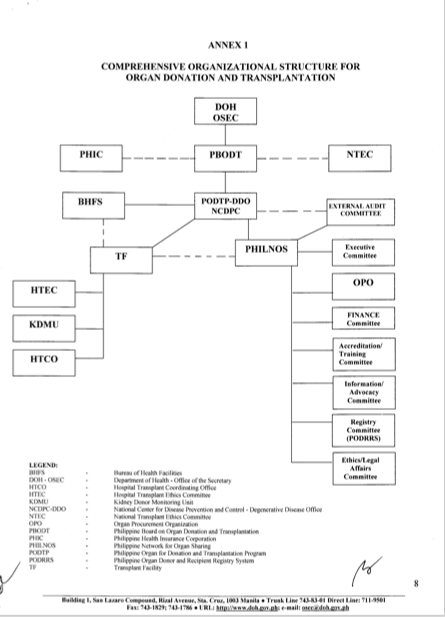 ANNEX 1
COMPREHENSIVE ORGANIZATIONAL STRUCTURE FOR
ORGAN DONATION AND TRANSPLANTATION
DOH
OSEC
PHIC
PBODT
NTEC
BHFS
PODTP-DDO
NCDPC
EXTERNAL AUDIT
COMMITTEE
TF
PHILNOS
Executive
Committee
HTEC
OPO
KDMU
FINANCE
Committee
HTCO
Accreditation/
Training
Committee
Information/
Advocacy
Committee
Registry
Committee
(PODRRS)
Ethics/Legal
Affairs
Committee
LEGEND:
BHFS - Bureau of Health Facilities
DOH - OSEC - Department of Health - Office of the Secretary
HTCO - Hospital Transplant Coordinating Office
HTEC - Hospital Transplant Ethics Committee
KDMU - Kidney Donor Monitoring Unit
NCDPC-DDO - National Center for Disease Prevention and Control - Degenerative Disease Office
NTEC - National Transplant Ethics Committee
OPO - Organ Procurement Organization
PBODT - Philippine Board on Organ Donation and Transplantation
PHIC - Philippine Health Insurance Corporation
PHILNOS - Philippine Network for Organ Sharing
PODTP - Philippine Organ for Donation and Transplantation Program
PODRRS - Philippine Organ Donor and Recipient Registry System
TF - Transplant Facility
8
Building 1, San Lazaro Compound, Rizal Avenue, Sta. Cruz, 1003 Manila ● Trunk Line 743-83-01 Direct Line: 711-9501
Fax: 743-1829; 743-1786 ● URL: http://www.doh.gov.ph; e-mail: osec@doh.gov.ph